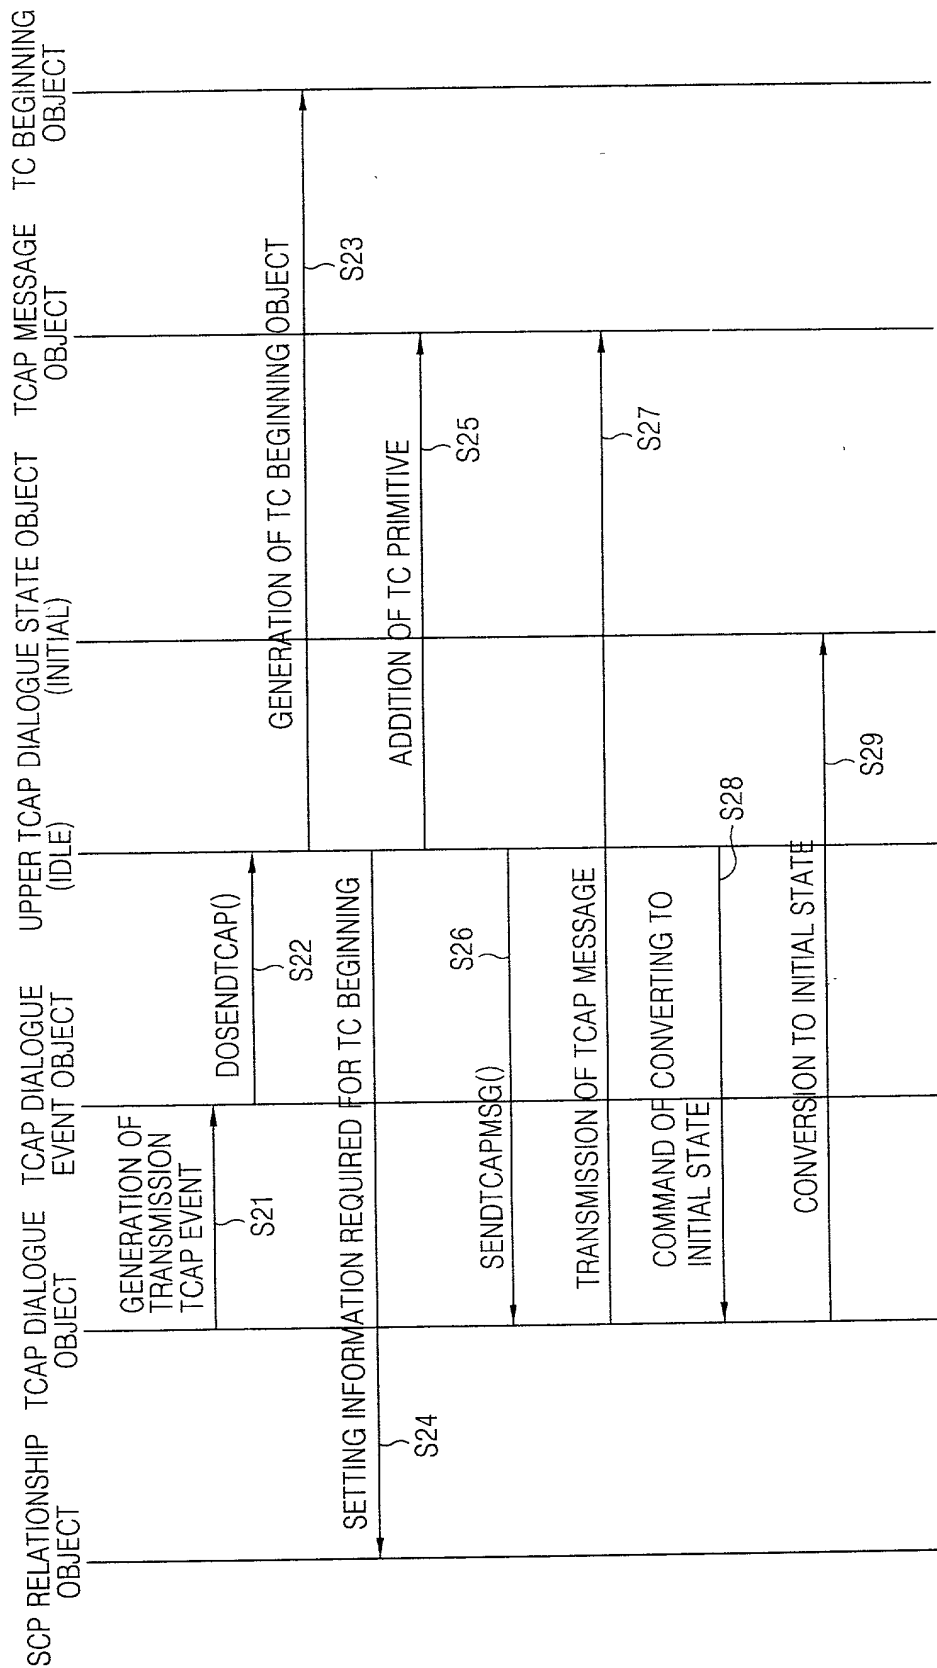 SCP RELATIONSHIP
OBJECT
TCAP DIALOGUE
OBJECT
TCAP DIALOGUE
EVENT OBJECT
UPPER TCAP DIALOGUE STATE OBJECT
(IDLE)
(INITIAL)
TCAP MESSAGE
OBJECT
TC BEGINNING
OBJECT
GENERATION OF
TRANSMISSION
TCAP EVENT
S21
DOSENDTCAP()
S22
GENERATION OF TC BEGINNING OBJECT
S23
SETTING INFORMATION REQUIRED FOR TC BEGINNING
S24
ADDITION OF TC PRIMITIVE
S25
SENDTCAPMSG()
S26
TRANSMISSION OF TCAP MESSAGE
S27
COMMAND OF CONVERTING TO
INITIAL STATE
S28
CONVERSION TO INITIAL STATE
S29